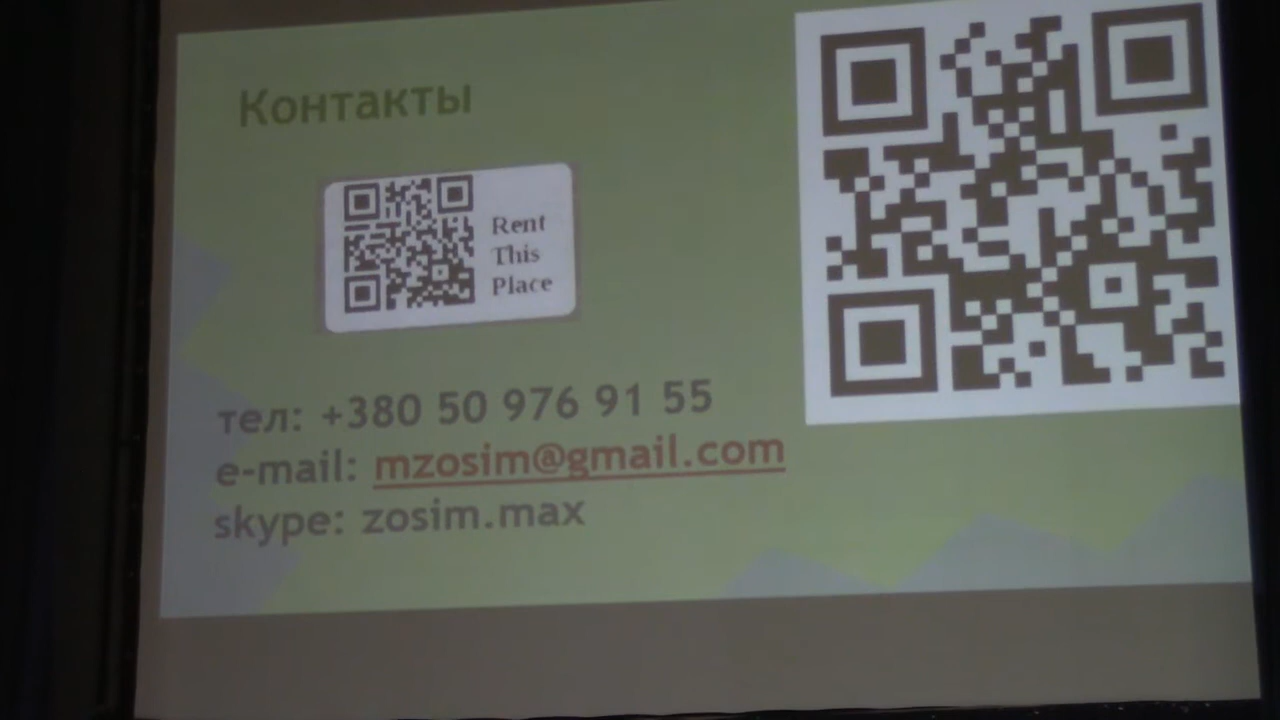 Контакты
Rent
This
Place
тел: +380 50 976 91 55
e-mail: mzosim@gmail.com
skype: zosim.max